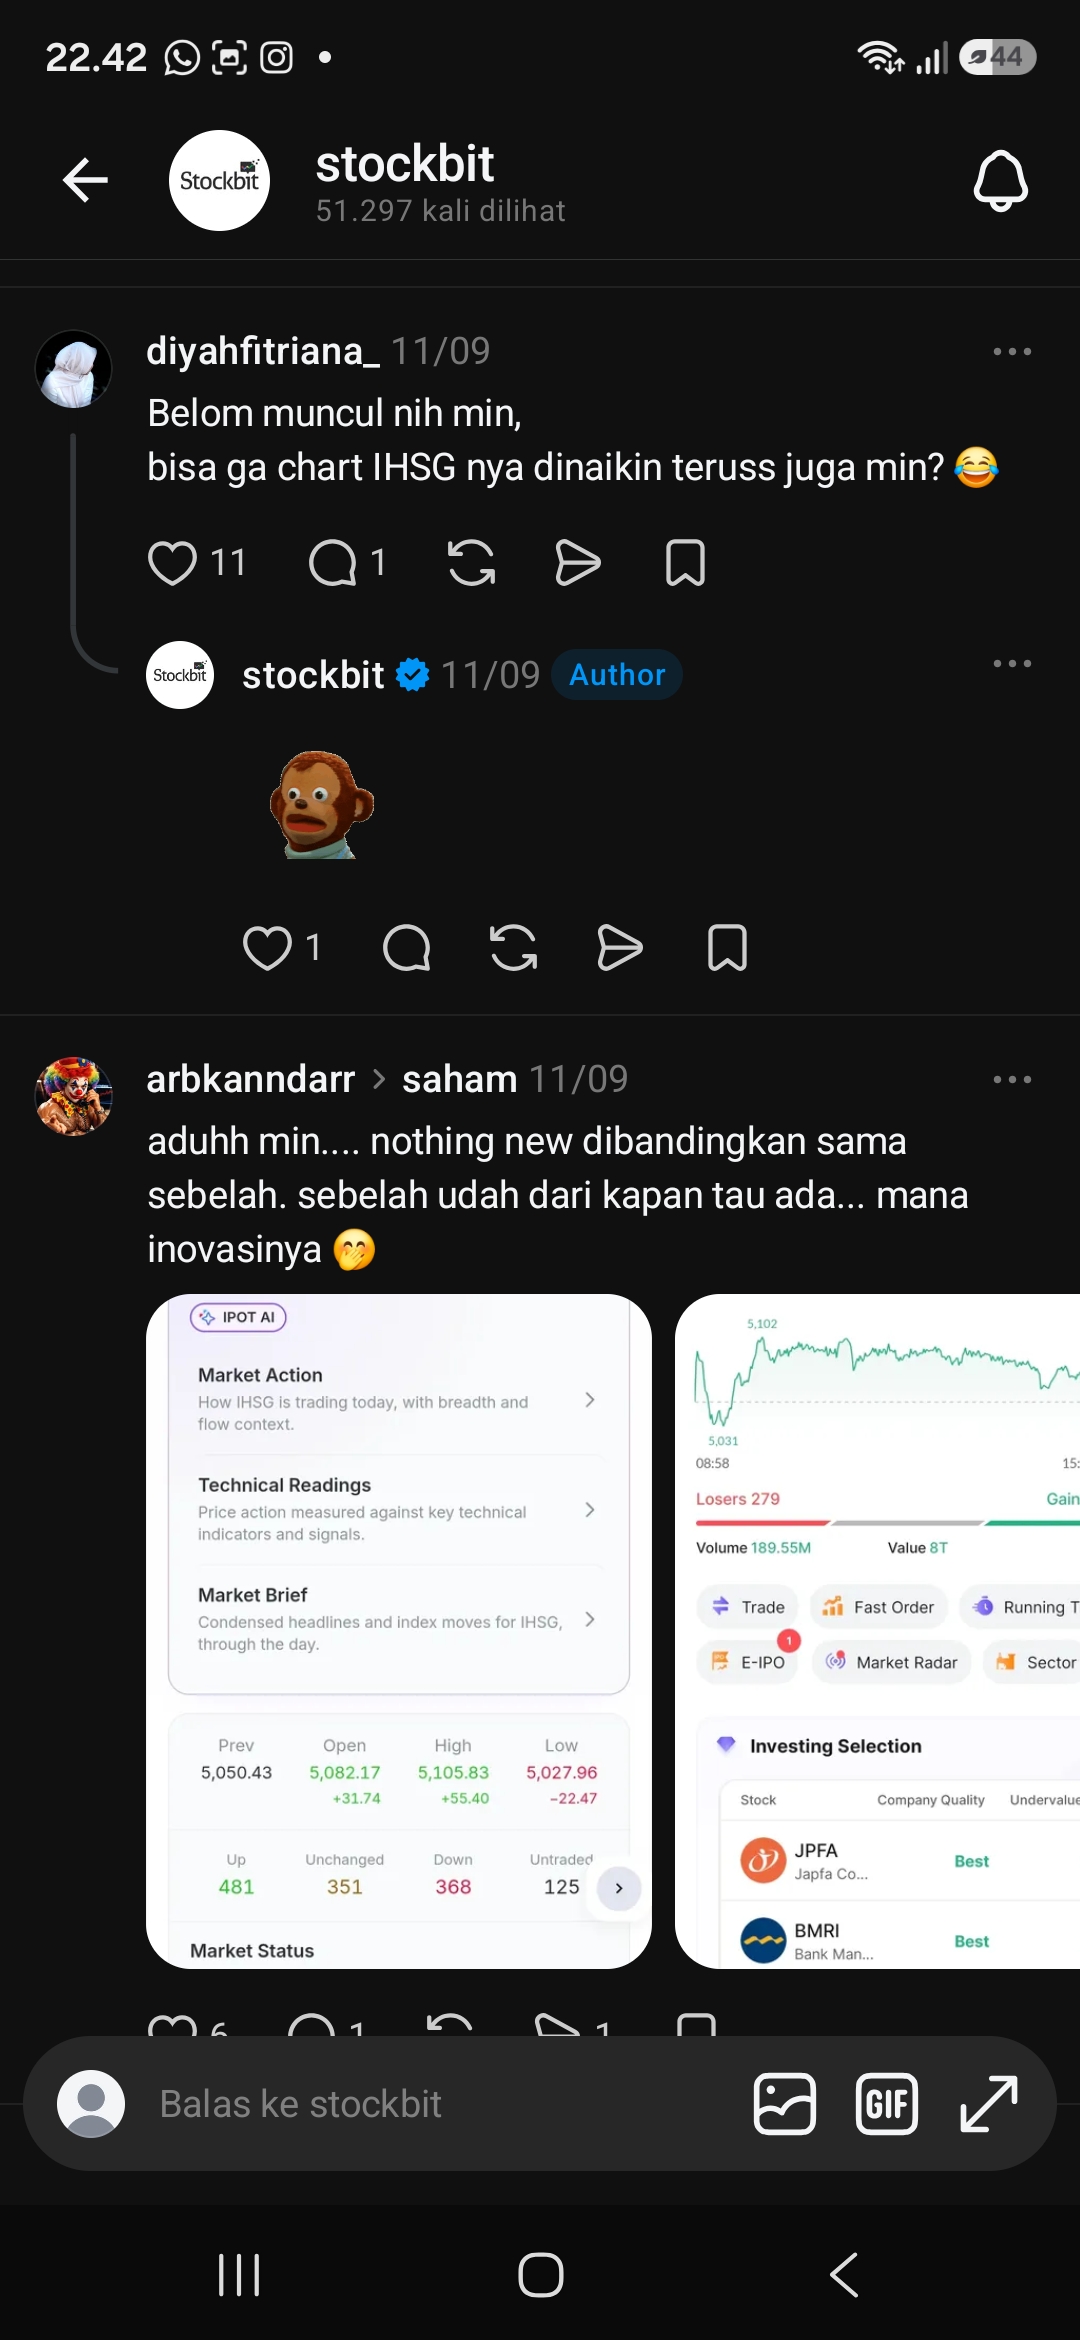 22.42
44
Stockbit
stockbit
51.297 kali dilihat
diyahfitriana_ 11/09
Belom muncul nih min,
bisa ga chart IHSG nya dinaikin teruss juga min? 😂
11 1
Stockbit
stockbit 11/09 Author
1
arbkanndarr > saham 11/09
aduhh min.... nothing new dibandingkan sama
sebelah. sebelah udah dari kapan tau ada... mana
inovasinya 🤭
IPOT AI
Market Action
How IHSG is trading today, with breadth and
flow context.
Technical Readings
Price action measured against key technical
indicators and signals.
Market Brief
Condensed headlines and index moves for IHSG,
through the day.
Prev Open High Low
5,050.43 5,082.17 5,105.83 5,027.96
+31.74 +55.40 -22.47
Up Unchanged Down Untraded
481 351 368 125
Market Status
5,102
5,031
08:58 15:
Losers 279 Gain
Volume 189.55M Value 8T
Trade Fast Order Running T
1
E-IPO Market Radar Sector
Investing Selection
Stock Company Quality Undervalue
JPFA
Japfa Co...
Best
BMRI
Bank Man...
Best
6 1 1
Balas ke stockbit
GIF